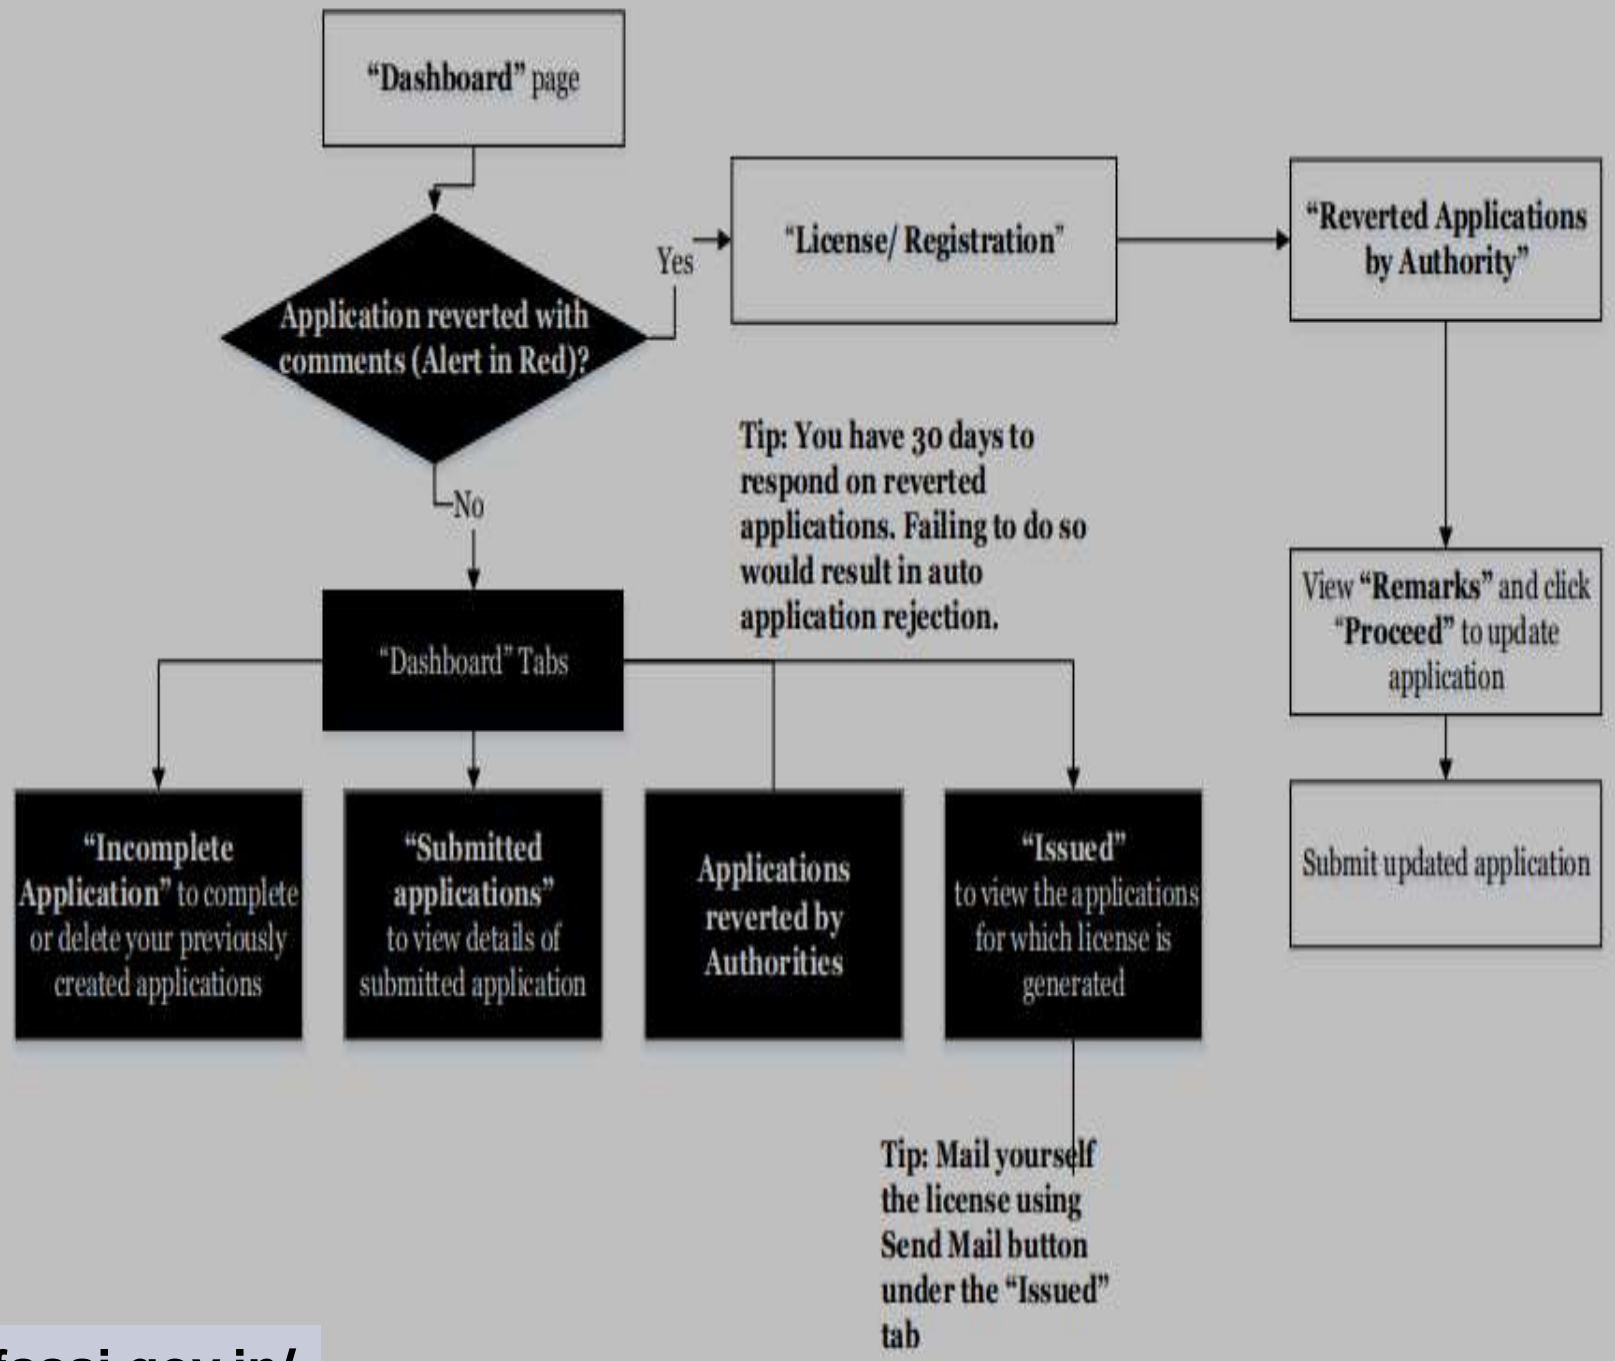 “Dashboard” page
Application reverted with
comments (Alert in Red)?
Yes
“License/ Registration”
“Reverted Applications
by Authority”
No
Tip: You have 30 days to
respond on reverted
applications. Failing to do so
would result in auto
application rejection.
View “Remarks” and click
“Proceed” to update
application
“Dashboard” Tabs
“Incomplete
Application” to complete
or delete your previously
created applications
“Submitted
applications”
to view details of
submitted application
Applications
reverted by
Authorities
“Issued”
to view the applications
for which license is
generated
Submit updated application
Tip: Mail yourself
the license using
Send Mail button
under the “Issued”
tab
fssai.gov.in/